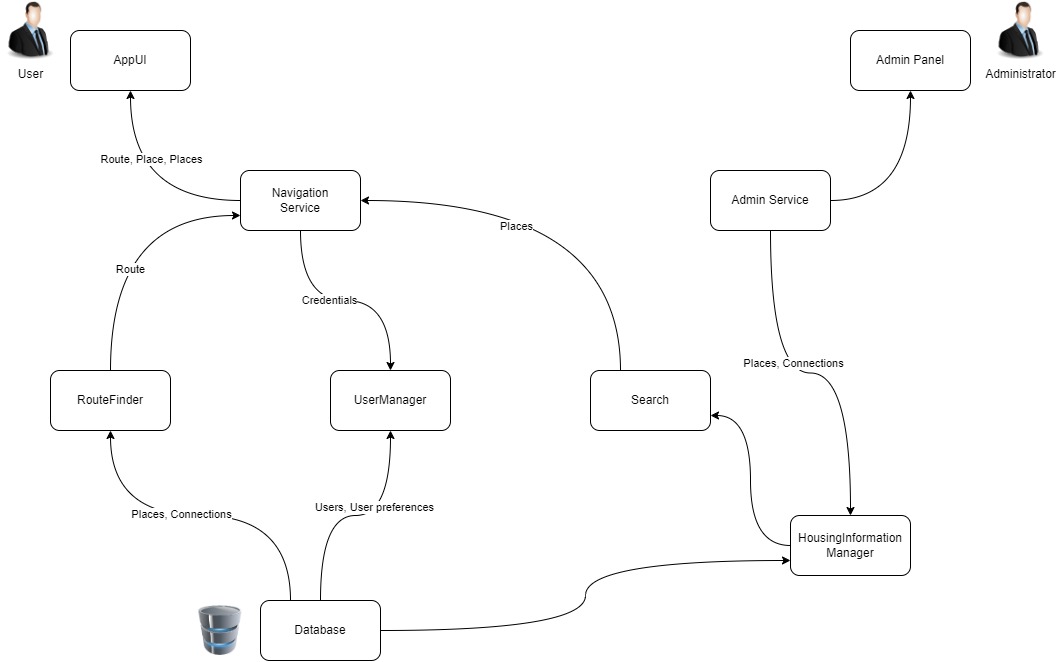 AppUI
Admin Panel
User
Administrator
Route, Place, Places
Navigation
Service
Admin Service
Places
Route
Credentials
Places, Connections
RouteFinder
UserManager
Search
Users, User preferences
Places, Connections
HousingInformation
Manager
Database